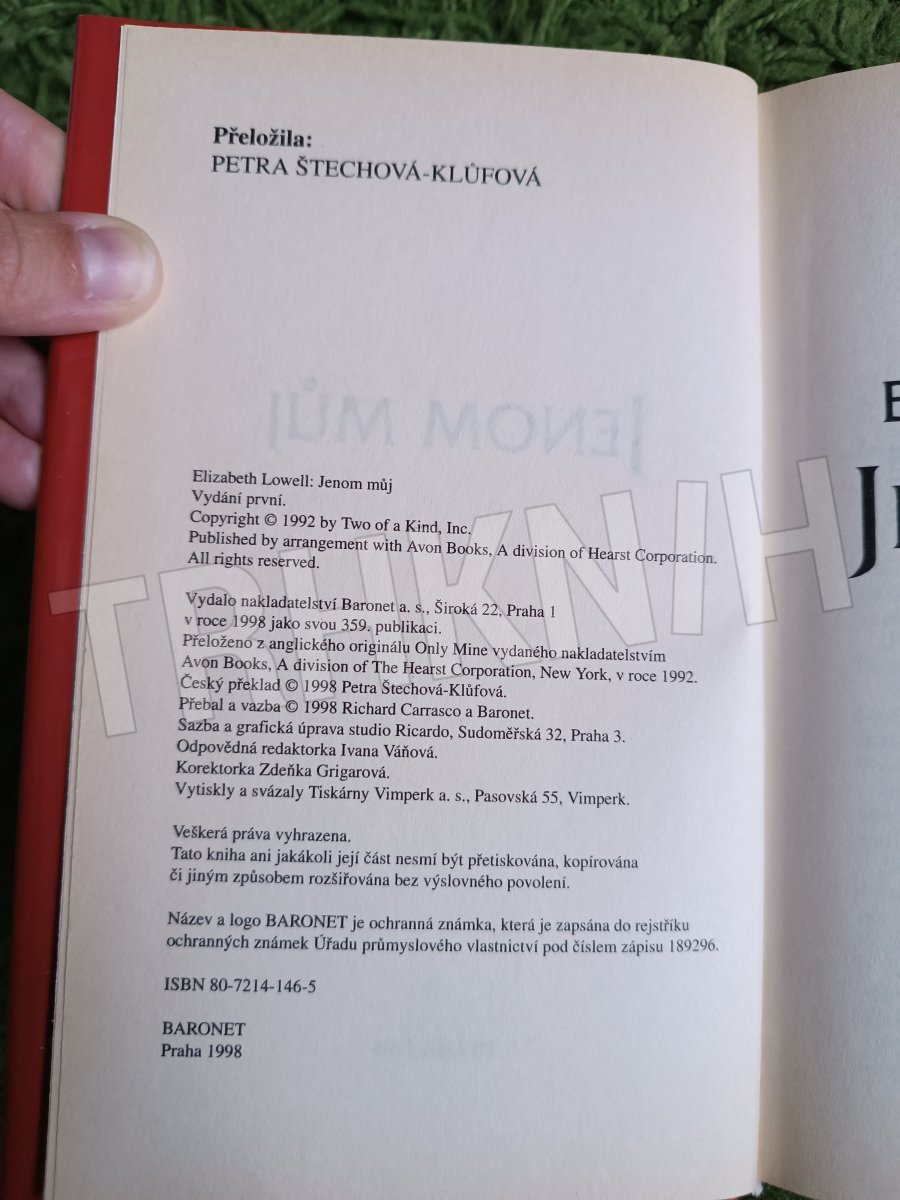 Přeložila:
PETRA ŠTECHOVÁ-KLŮFOVÁ
JENOM MŮJ
Elizabeth Lowell: Jenom můj
Vydání první.
Copyright © 1992 by Two of a Kind, Inc.
Published by arrangement with Avon Books, A division of Hearst Corporation.
All rights reserved.
Vydalo nakladatelství Baronet a. s., Široká 22, Praha 1
v roce 1998 jako svou 359. publikaci.
Přeloženo z anglického originálu Only Mine vydaného nakladatelstvím
Avon Books, A division of The Hearst Corporation, New York, v roce 1992.
Český překlad © 1998 Petra Štechová-Klůfová.
Přebal a vazba © 1998 Richard Carrasco a Baronet.
Sazba a grafická úprava studio Ricardo, Sudoměřská 32, Praha 3.
Odpovědná redaktorka Ivana Váňová.
Korektorka Zdeňka Grigarová.
Vytiskly a svázaly Tiskárny Vimperk a. s., Pasovská 55, Vimperk.
Veškerá práva vyhrazena.
Tato kniha ani jakákoli její část nesmí být přetiskována, kopírována
či jiným způsobem rozšiřována bez výslovného povolení.
Název a logo BARONET je ochranná známka, která je zapsána do rejstříku
ochranných známek Úřadu průmyslového vlastnictví pod číslem zápisu 189296.
ISBN 80-7214-146-5
BARONET
Praha 1998
TRHKNIH